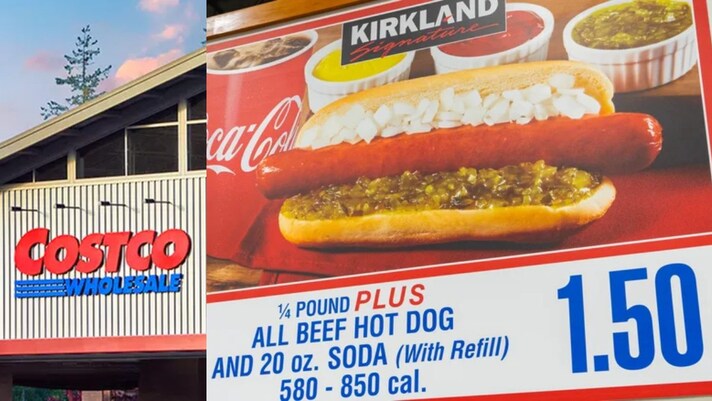 COSTCO
WHOLESALE
KIRKLAND
Signature
Coca-Col
¼ POUND PLUS
ALL BEEF HOT DOG
AND 20 oz. SODA (With Refill)
580 - 850 cal.
1.50